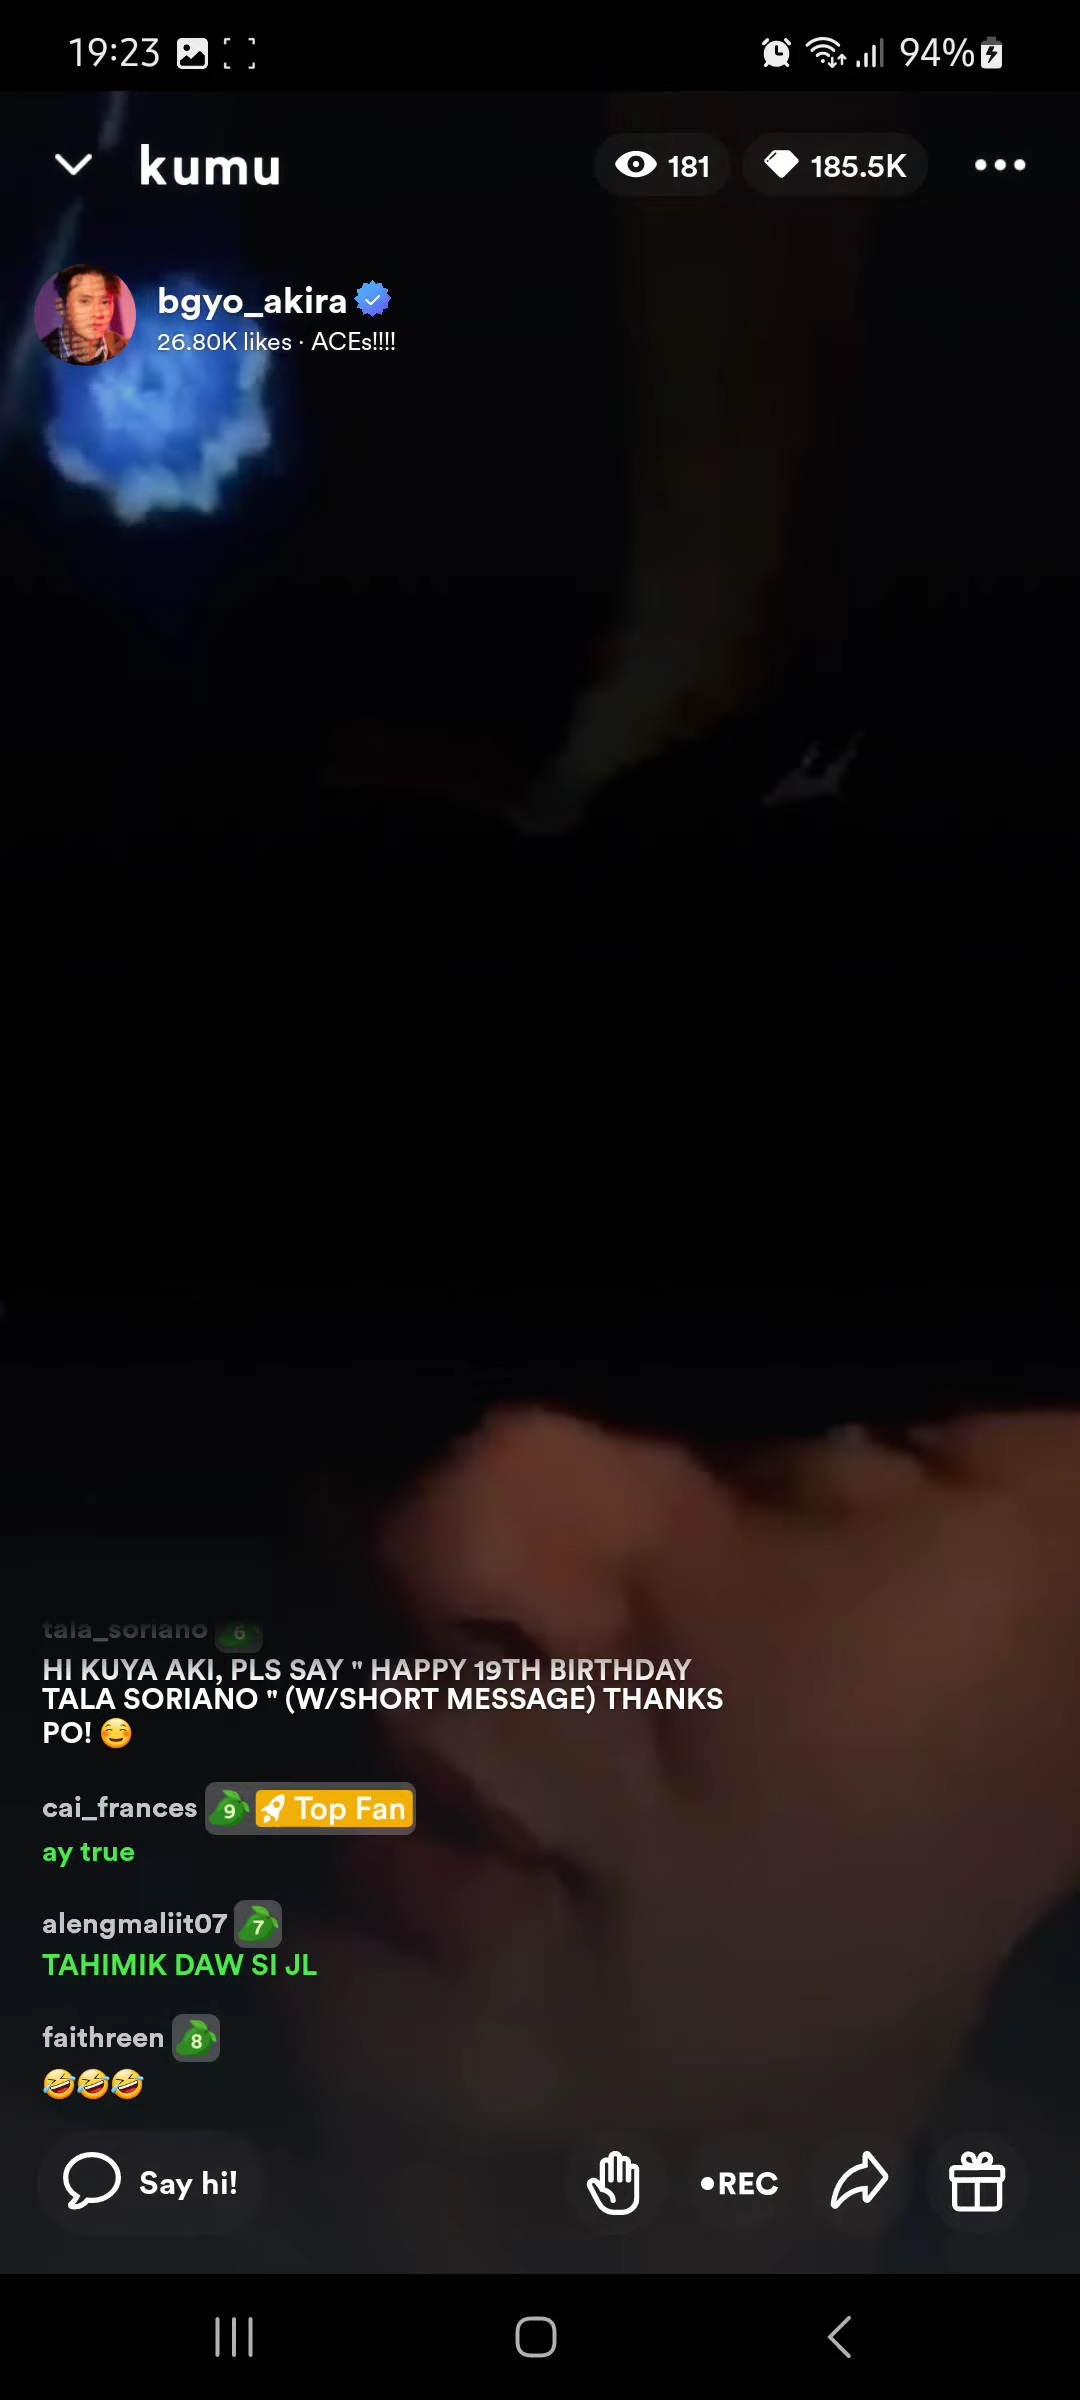 19:23
94%
kumu
181
185.5K
bgyo_akira
26.80K likes · ACEs!!!!
tala_soriano 6
HI KUYA AKI, PLS SAY " HAPPY 19TH BIRTHDAY
TALA SORIANO " (W/SHORT MESSAGE) THANKS
PO! ☺️
cai_frances 9 Top Fan
ay true
alengmaliit07 7
TAHIMIK DAW SI JL
faithreen 8
🤣🤣🤣
Say hi!
•REC